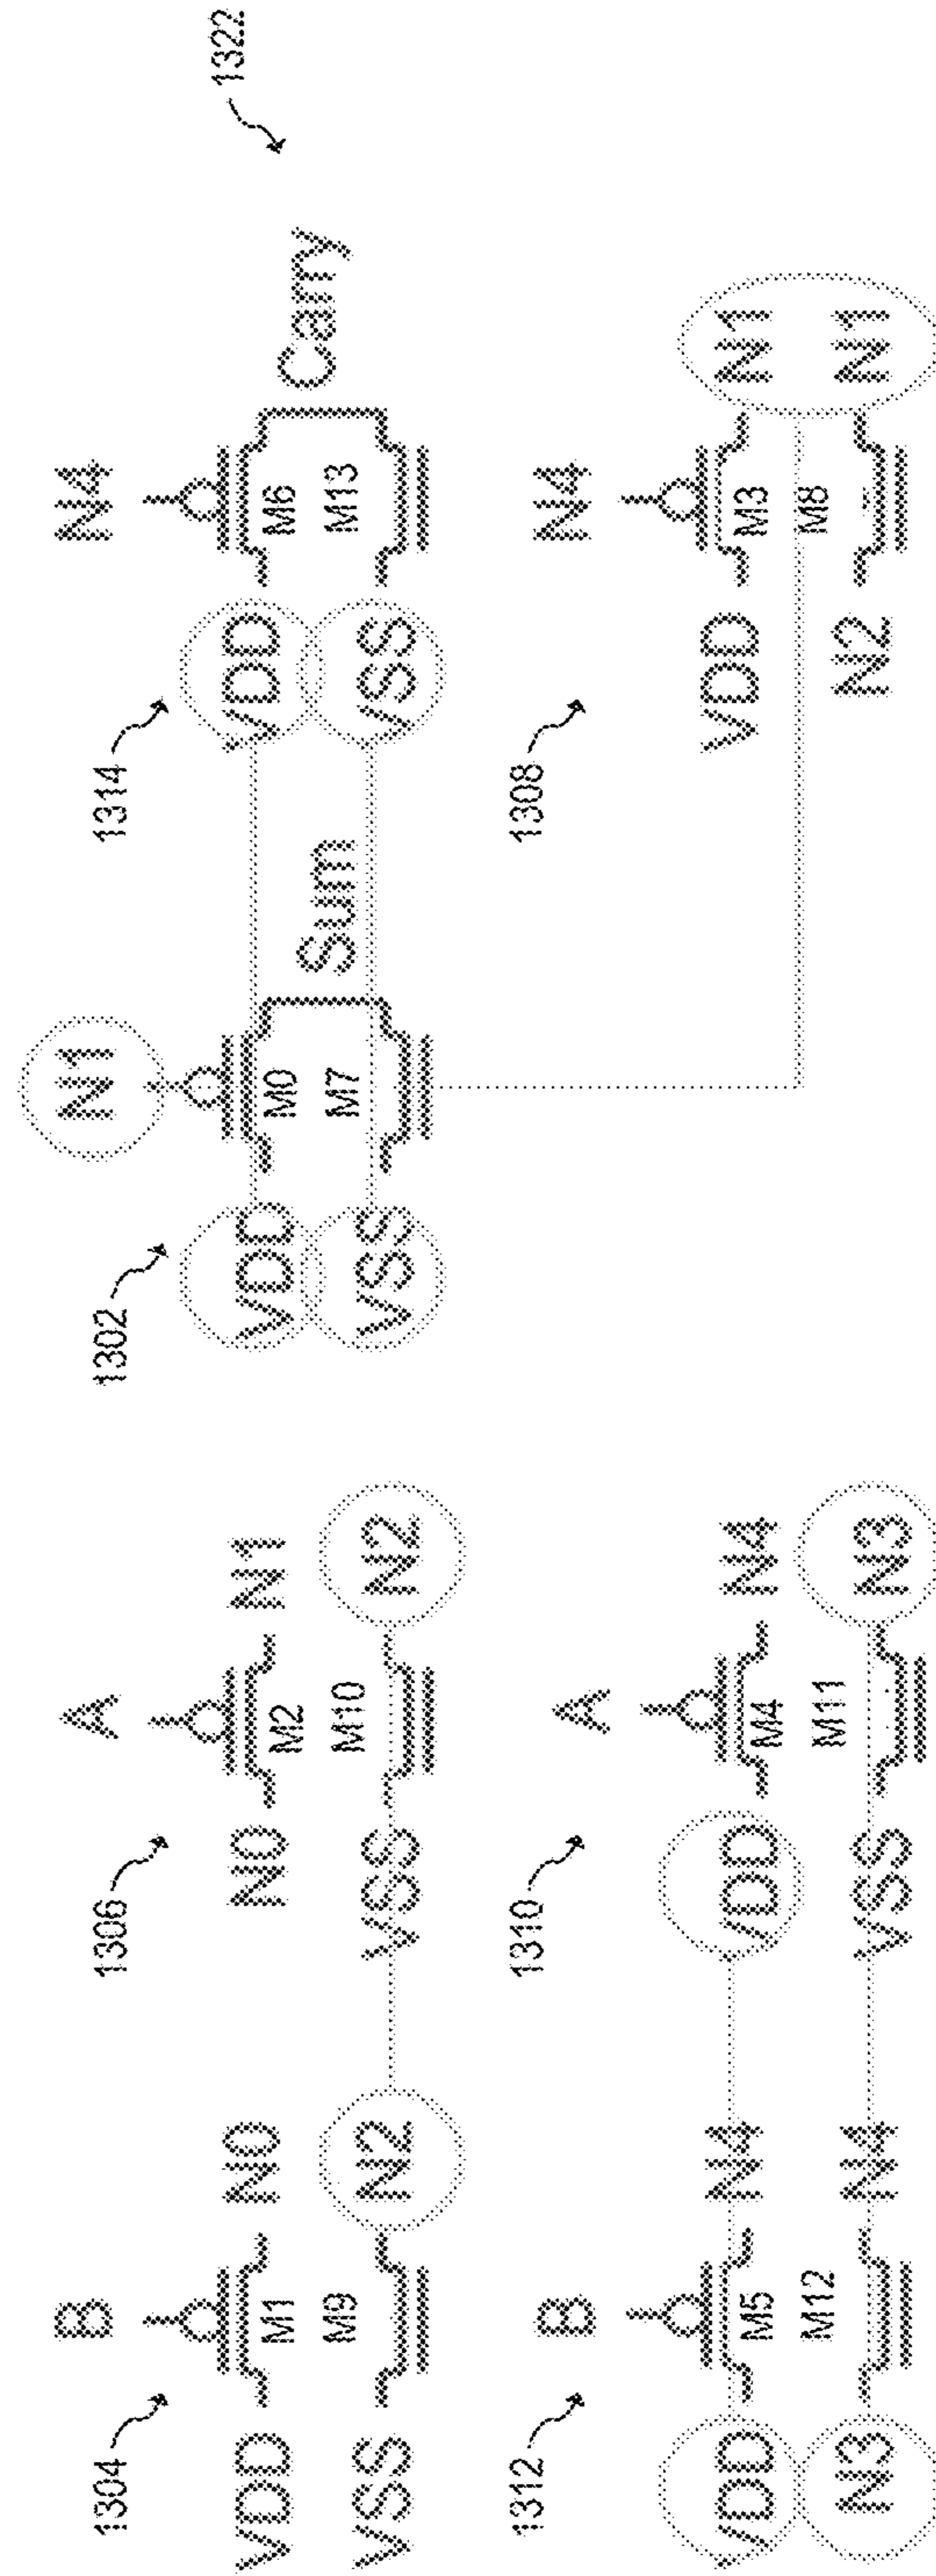 1322
1304
1306
1302
1314
B
A
N1
N4
VDD
M1
N0
N0
M2
N1
VDD
M0
Sum
VDD
M6
Carry
VSS
M9
N2
VSS
M10
N2
VSS
M7
VSS
M13
1312
1310
1308
B
A
N4
VDD
M5
N4
VDD
M4
N4
VDD
M3
N1
N3
M12
N4
VSS
M11
N3
N2
M8
N1